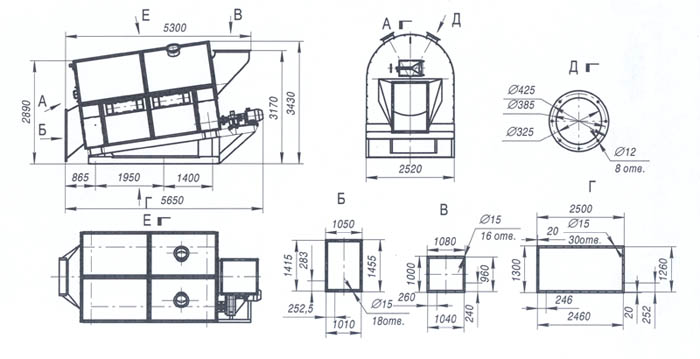 Е
В
5300
А
Б
2890
3170
3430
865
1950
1400
Г
5650
А
Д
2520
Д
Ø425
Ø385
Ø325
Ø12
8 отв.
Е
Б
1050
1415
283
1455
252,5
1010
Ø15
18отв.
В
1080
Ø15
16 отв.
1000
960
260
240
1040
Г
2500
20
Ø15
30отв.
1300
1260
246
20
252
2460